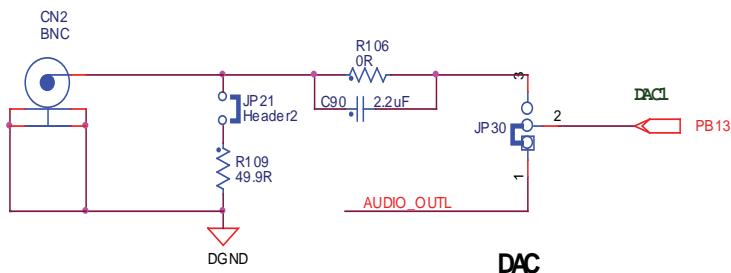 CN2
BNC
R106
0R
C90
2.2uF
JP21
Header2
R109
49.9R
DGND
3
JP30
2
1
DAC1
PB13
AUDIO_OUTL
DAC